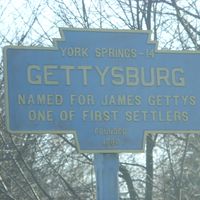 YORK SPRINGS-14
GETTYSBURG
NAMED FOR JAMES GETTYS
ONE OF FIRST SETTLERS
FOUNDED